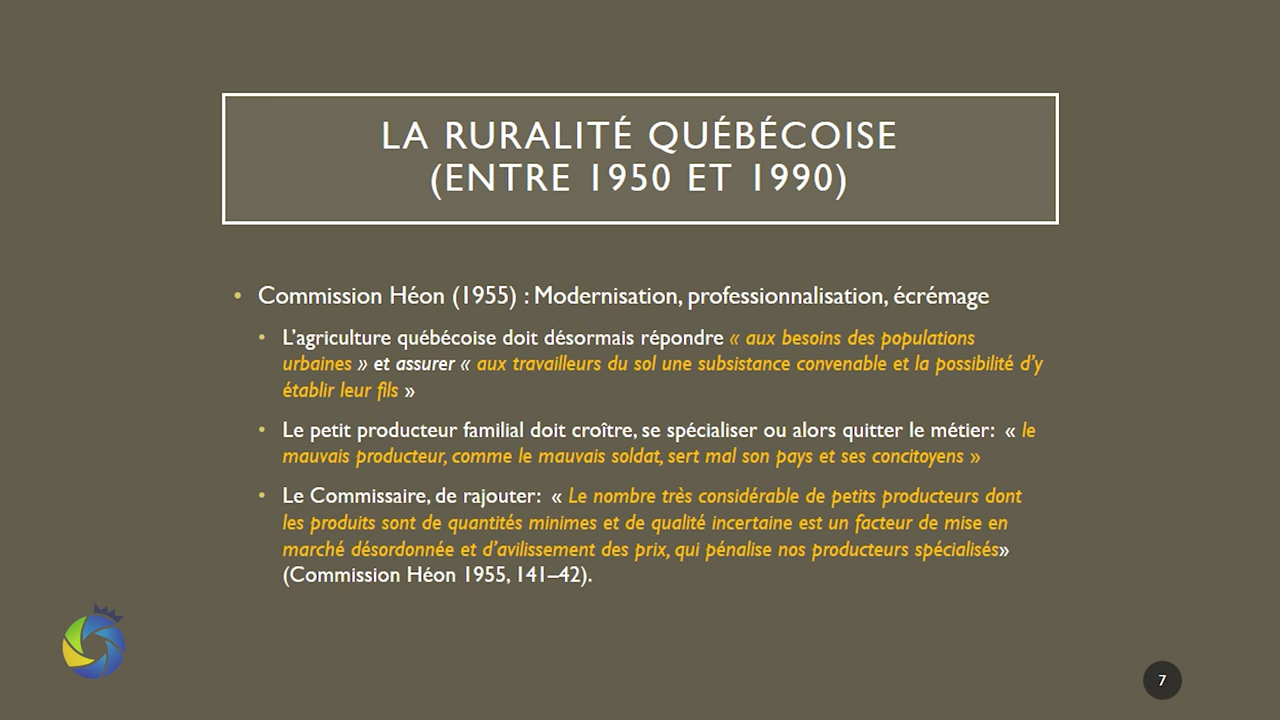 LA RURALITÉ QUÉBÉCOISE
(ENTRE 1950 ET 1990)
• Commission Héon (1955) : Modernisation, professionnalisation, écrémage
• L’agriculture québécoise doit désormais répondre « aux besoins des populations
urbaines » et assurer « aux travailleurs du sol une subsistance convenable et la possibilité d’y
établir leur fils »
• Le petit producteur familial doit croître, se spécialiser ou alors quitter le métier: « le
mauvais producteur, comme le mauvais soldat, sert mal son pays et ses concitoyens »
• Le Commissaire, de rajouter: « Le nombre très considérable de petits producteurs dont
les produits sont de quantités minimes et de qualité incertaine est un facteur de mise en
marché désordonnée et d’avilissement des prix, qui pénalise nos producteurs spécialisés»
(Commission Héon 1955, 141–42).
7